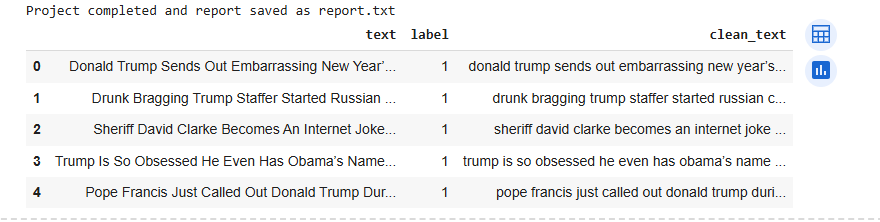 Project completed and report saved as report.txt
text label clean_text
0 Donald Trump Sends Out Embarrassing New Year’... 1 donald trump sends out embarrassing new year’s...
1 Drunk Bragging Trump Staffer Started Russian ... 1 drunk bragging trump staffer started russian c...
2 Sheriff David Clarke Becomes An Internet Joke... 1 sheriff david clarke becomes an internet joke ...
3 Trump Is So Obsessed He Even Has Obama’s Name... 1 trump is so obsessed he even has obama’s name ...
4 Pope Francis Just Called Out Donald Trump Dur... 1 pope francis just called out donald trump duri...